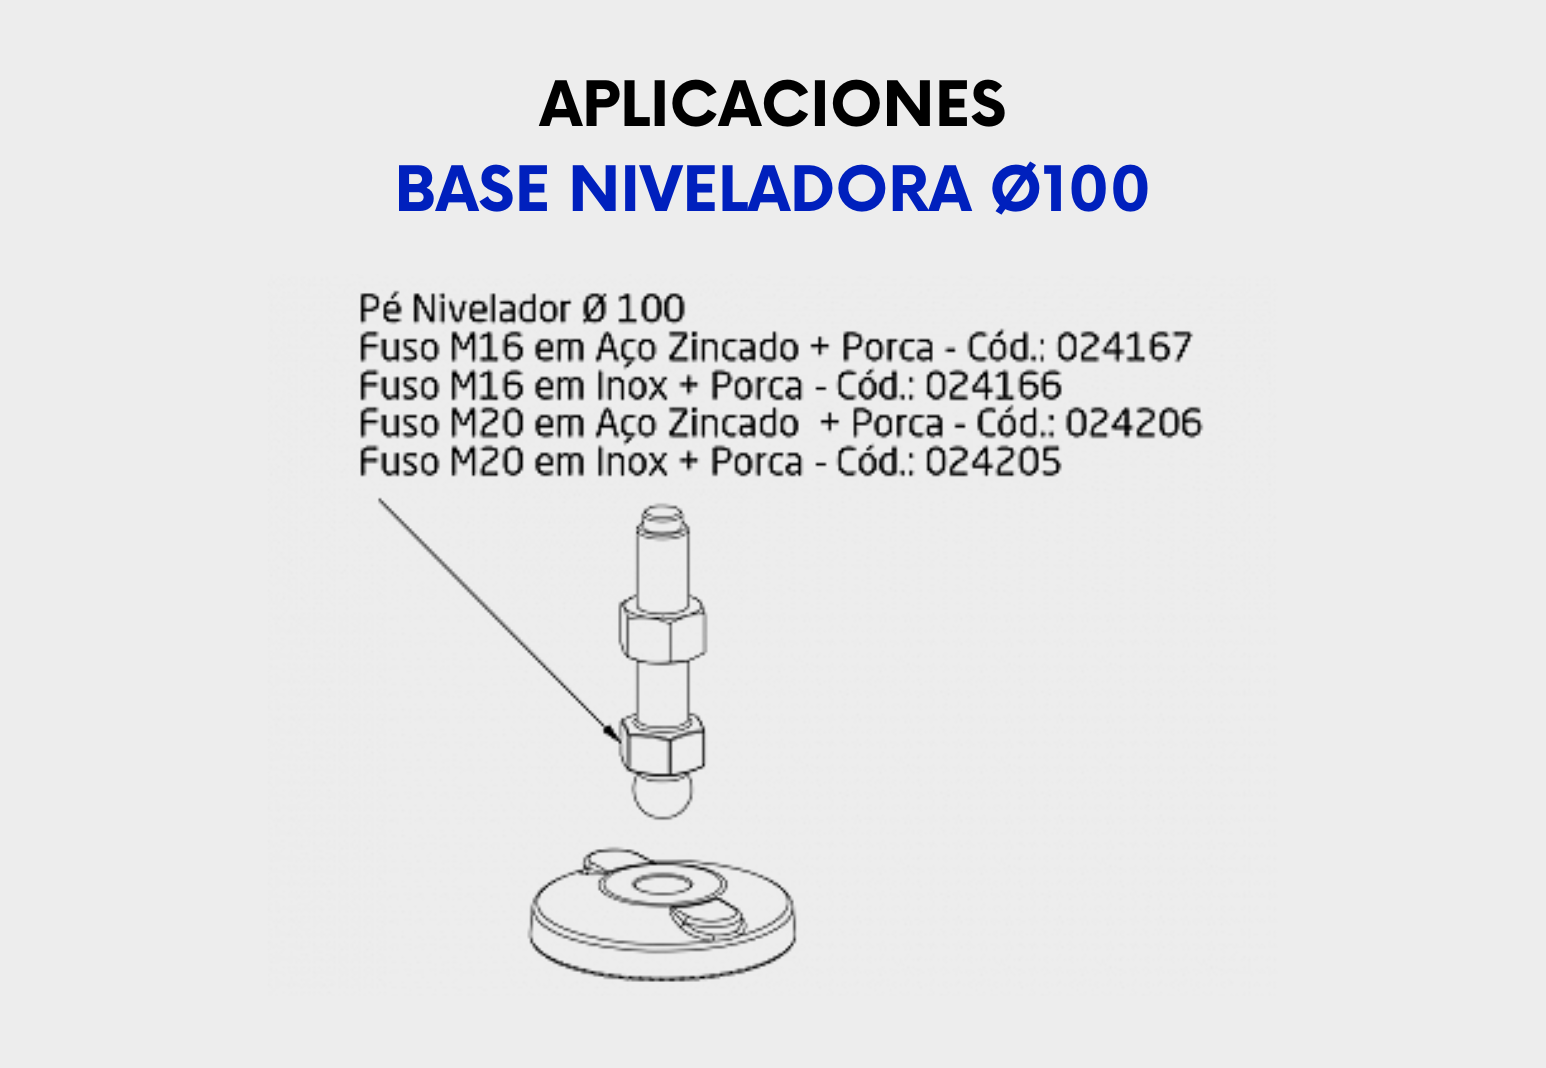 APLICACIONES
BASE NIVELADORA Ø100
Pé Nivelador Ø 100
Fuso M16 em Aço Zincado + Porca - Cód.: 024167
Fuso M16 em Inox + Porca - Cód.: 024166
Fuso M20 em Aço Zincado + Porca - Cód.: 024206
Fuso M20 em Inox + Porca - Cód.: 024205